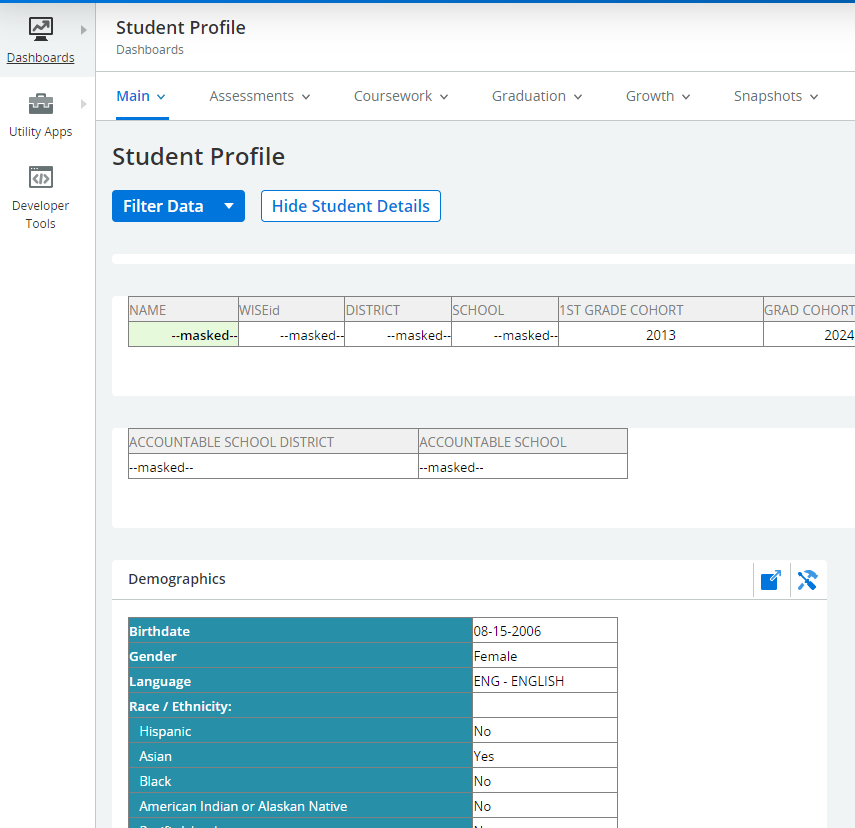 Student Profile
Dashboards
Dashboards
Utility Apps
Developer
Tools
Main Assessments Coursework Graduation Growth Snapshots
Student Profile
Filter Data Hide Student Details
NAME WISEid DISTRICT SCHOOL 1ST GRADE COHORT GRAD COHORT
--masked-- --masked-- --masked-- --masked-- 2013 2024
ACCOUNTABLE SCHOOL DISTRICT ACCOUNTABLE SCHOOL
--masked-- --masked--
Demographics
Birthdate 08-15-2006
Gender Female
Language ENG - ENGLISH
Race / Ethnicity:
Hispanic No
Asian Yes
Black No
American Indian or Alaskan Native No